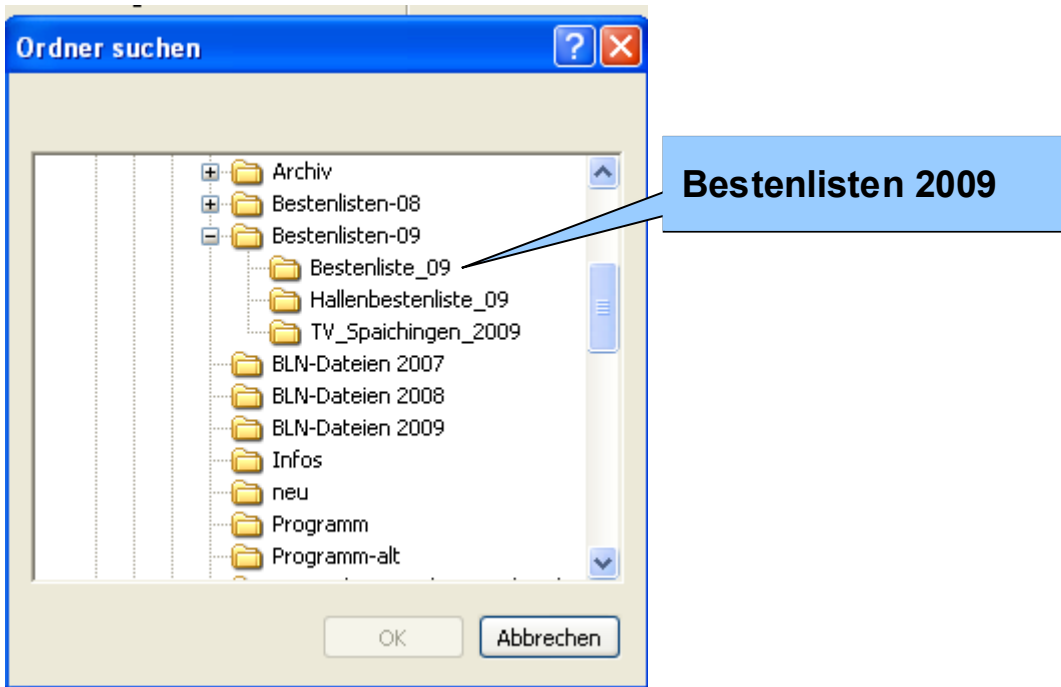 Ordner suchen
Archiv
Bestenlisten-08
Bestenlisten-09
Bestenliste_09
Bestenlisten 2009
Hallenbestenliste_09
TV_Spaichingen_2009
BLN-Dateien 2007
BLN-Dateien 2008
BLN-Dateien 2009
Infos
neu
Programm
Programm-alt
OK
Abbrechen